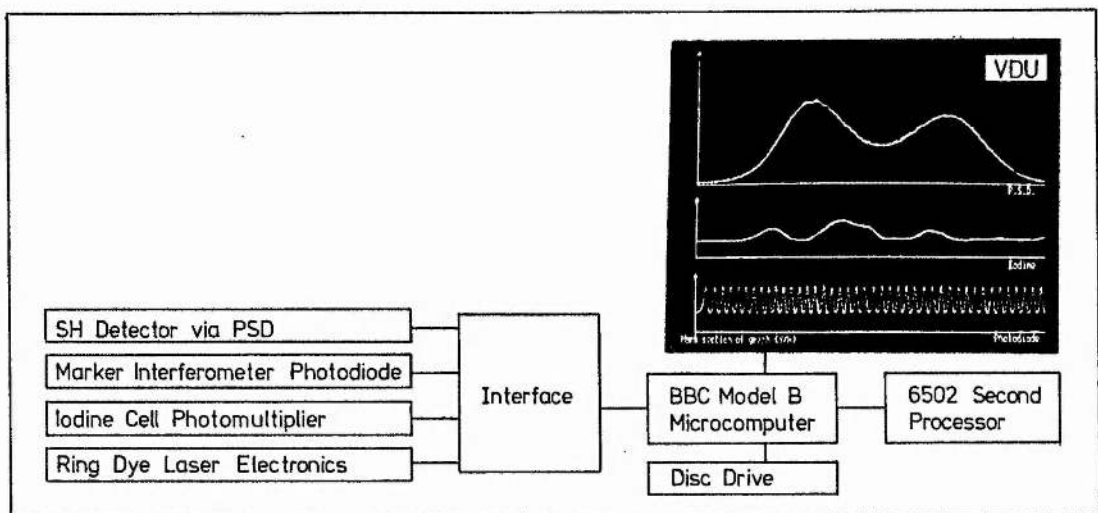 VDU
P.S.D.
Iodine
Photodiode
SH Detector via PSD
Marker Interferometer Photodiode
Iodine Cell Photomultiplier
Ring Dye Laser Electronics
Interface
BBC Model B
Microcomputer
6502 Second
Processor
Disc Drive